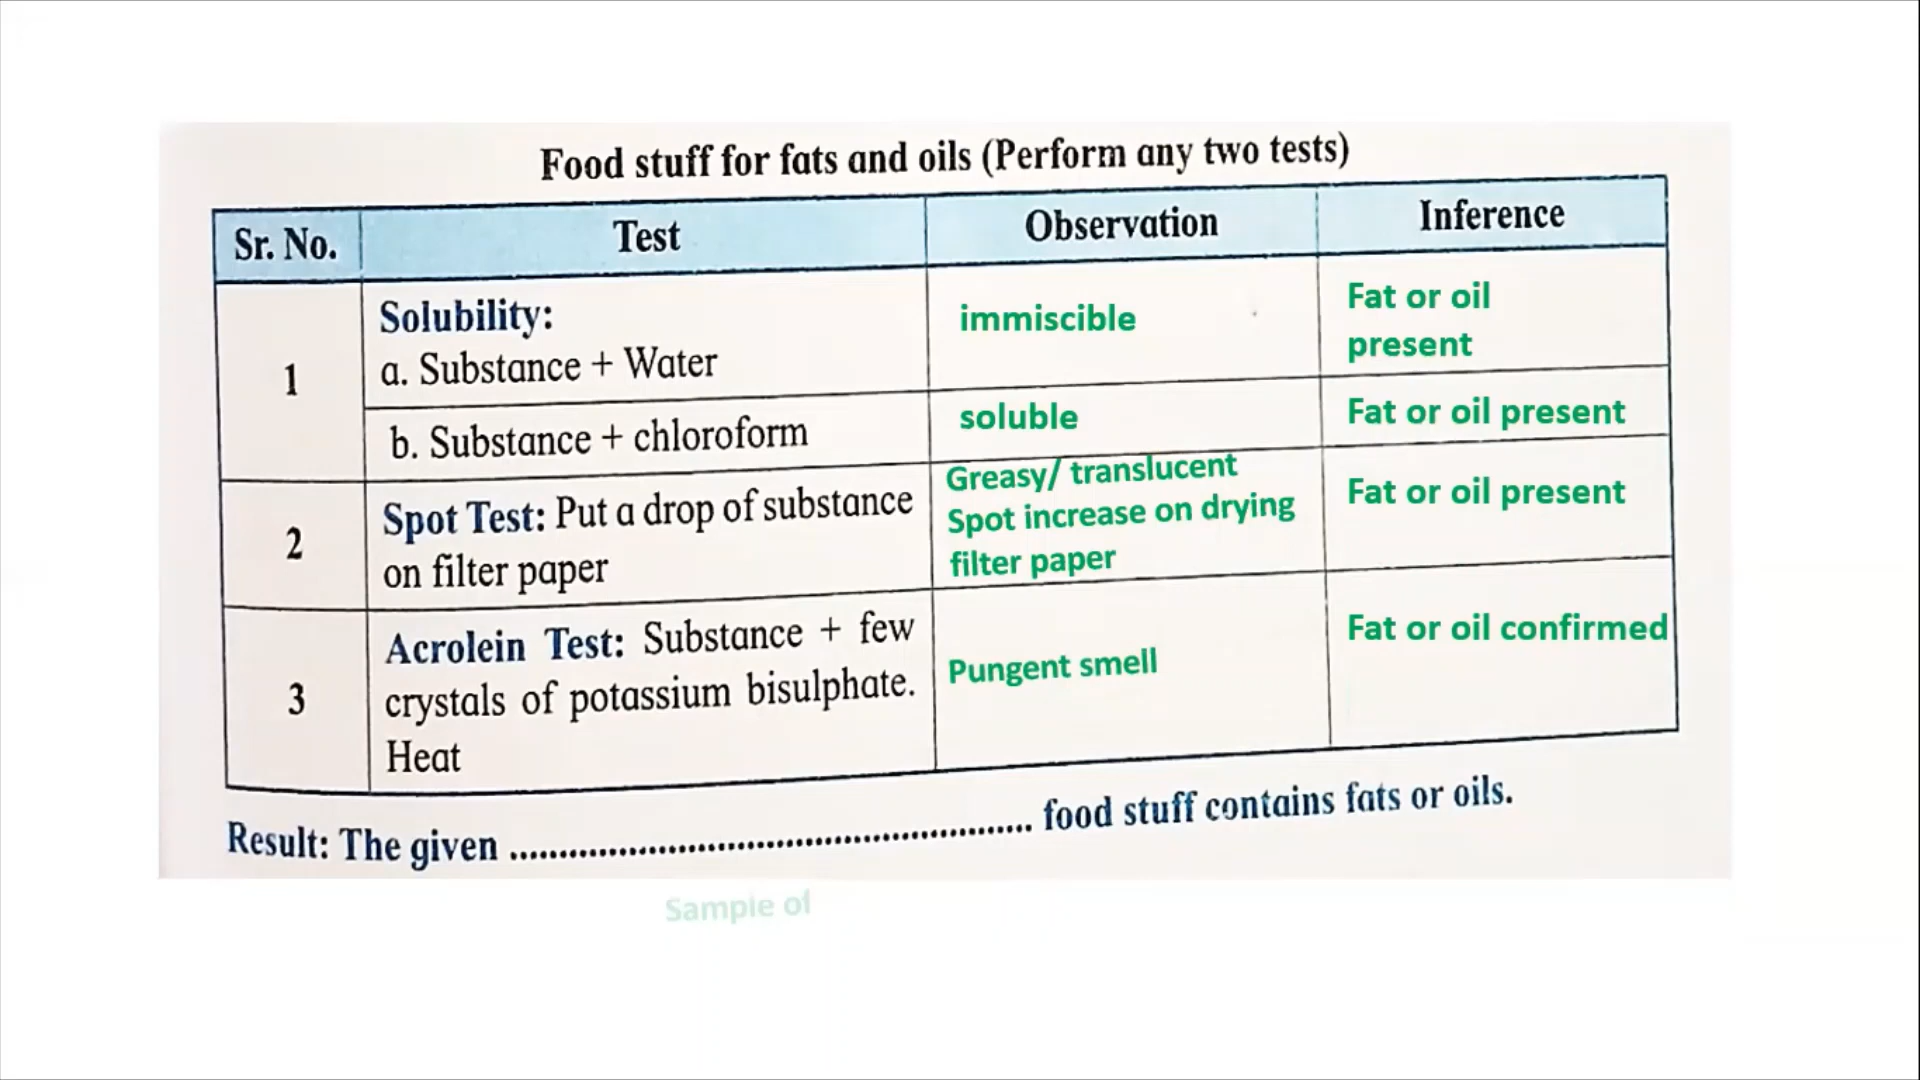 Food stuff for fats and oils (Perform any two tests)
Sr. No. Test Observation Inference
1
Solubility:
a. Substance + Water
immiscible
Fat or oil
present
b. Substance + chloroform
soluble
Fat or oil present
2
Spot Test: Put a drop of substance
on filter paper
Greasy/ translucent
Spot increase on drying
filter paper
Fat or oil present
3
Acrolein Test: Substance + few
crystals of potassium bisulphate.
Heat
Pungent smell
Fat or oil confirmed
Result: The given .................................................... food stuff contains fats or oils.
Sample of